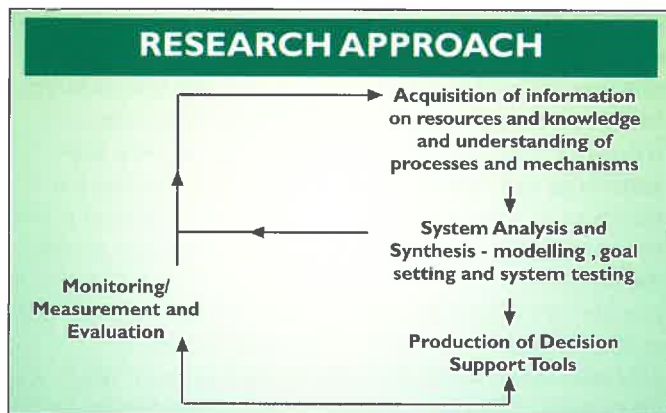 RESEARCH APPROACH
Acquisition of information
on resources and knowledge
and understanding of
processes and mechanisms
System Analysis and
Synthesis - modelling , goal
setting and system testing
Monitoring/
Measurement and
Evaluation
Production of Decision
Support Tools